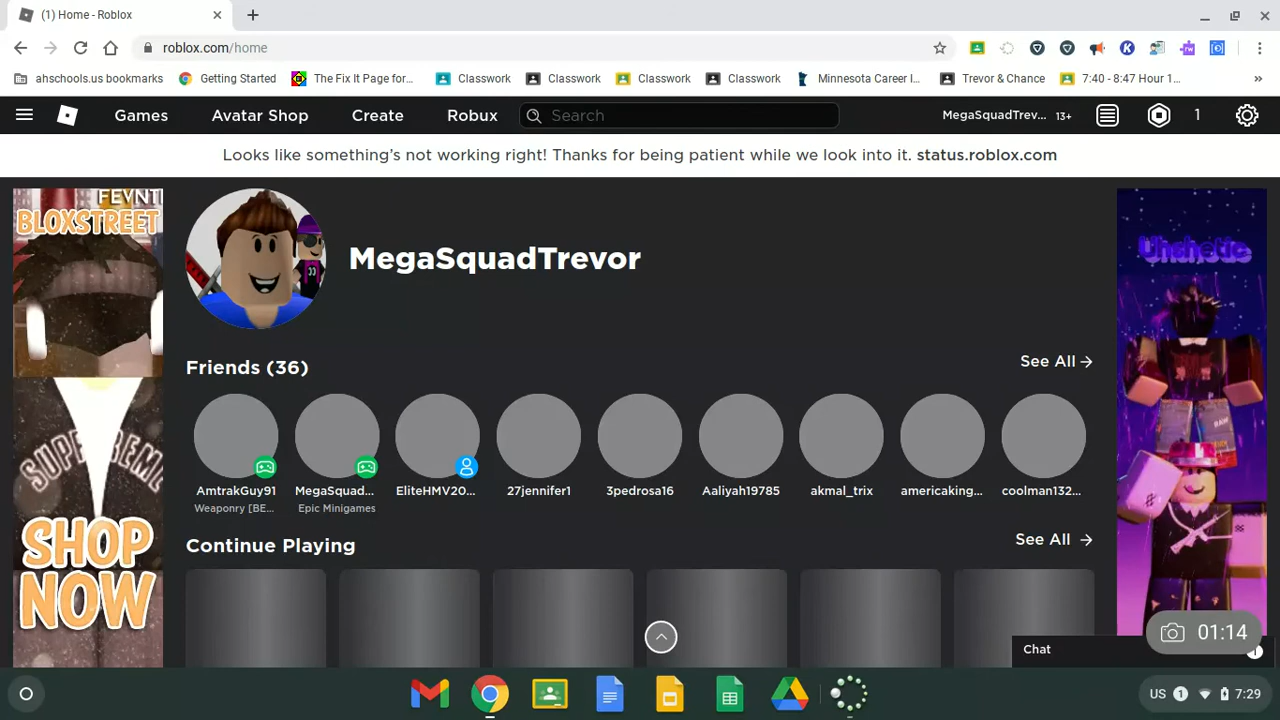 (1) Home - Roblox
roblox.com/home
ahschools.us bookmarks
Getting Started
The Fix It Page for...
Classwork
Classwork
Classwork
Classwork
Minnesota Career I...
Trevor & Chance
7:40 - 8:47 Hour 1...
Games
Avatar Shop
Create
Robux
Search
MegaSquadTrev... 13+
1
Looks like something's not working right! Thanks for being patient while we look into it. status.roblox.com
BLOXSTREET
SHOP
NOW
MegaSquadTrevor
Friends (36)
See All
AmtrakGuy91
MegaSquad...
EliteHMV2O...
27jennifer1
3pedrosa16
Aaliyah19785
akmal_trix
americaking...
coolman132...
Weaponry [BE...
Epic Minigames
Continue Playing
See All
Chat
01:14
US
1
7:29